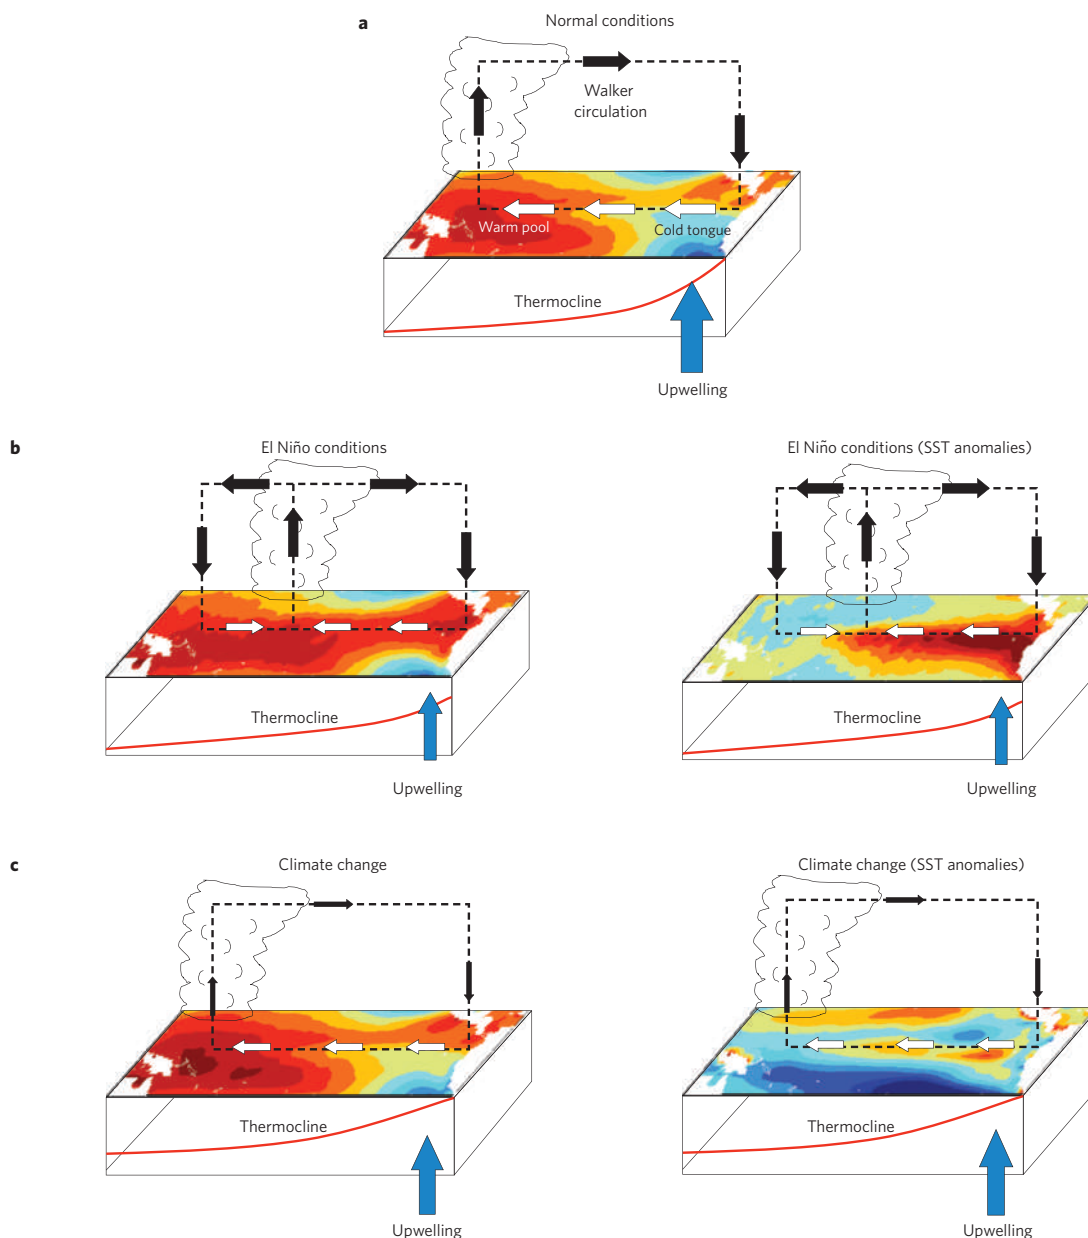 a
Normal conditions
Walker
circulation
Warm pool
Cold tongue
Thermocline
Upwelling
b
El Niño conditions
Thermocline
Upwelling
El Niño conditions (SST anomalies)
Thermocline
Upwelling
c
Climate change
Thermocline
Upwelling
Climate change (SST anomalies)
Thermocline
Upwelling